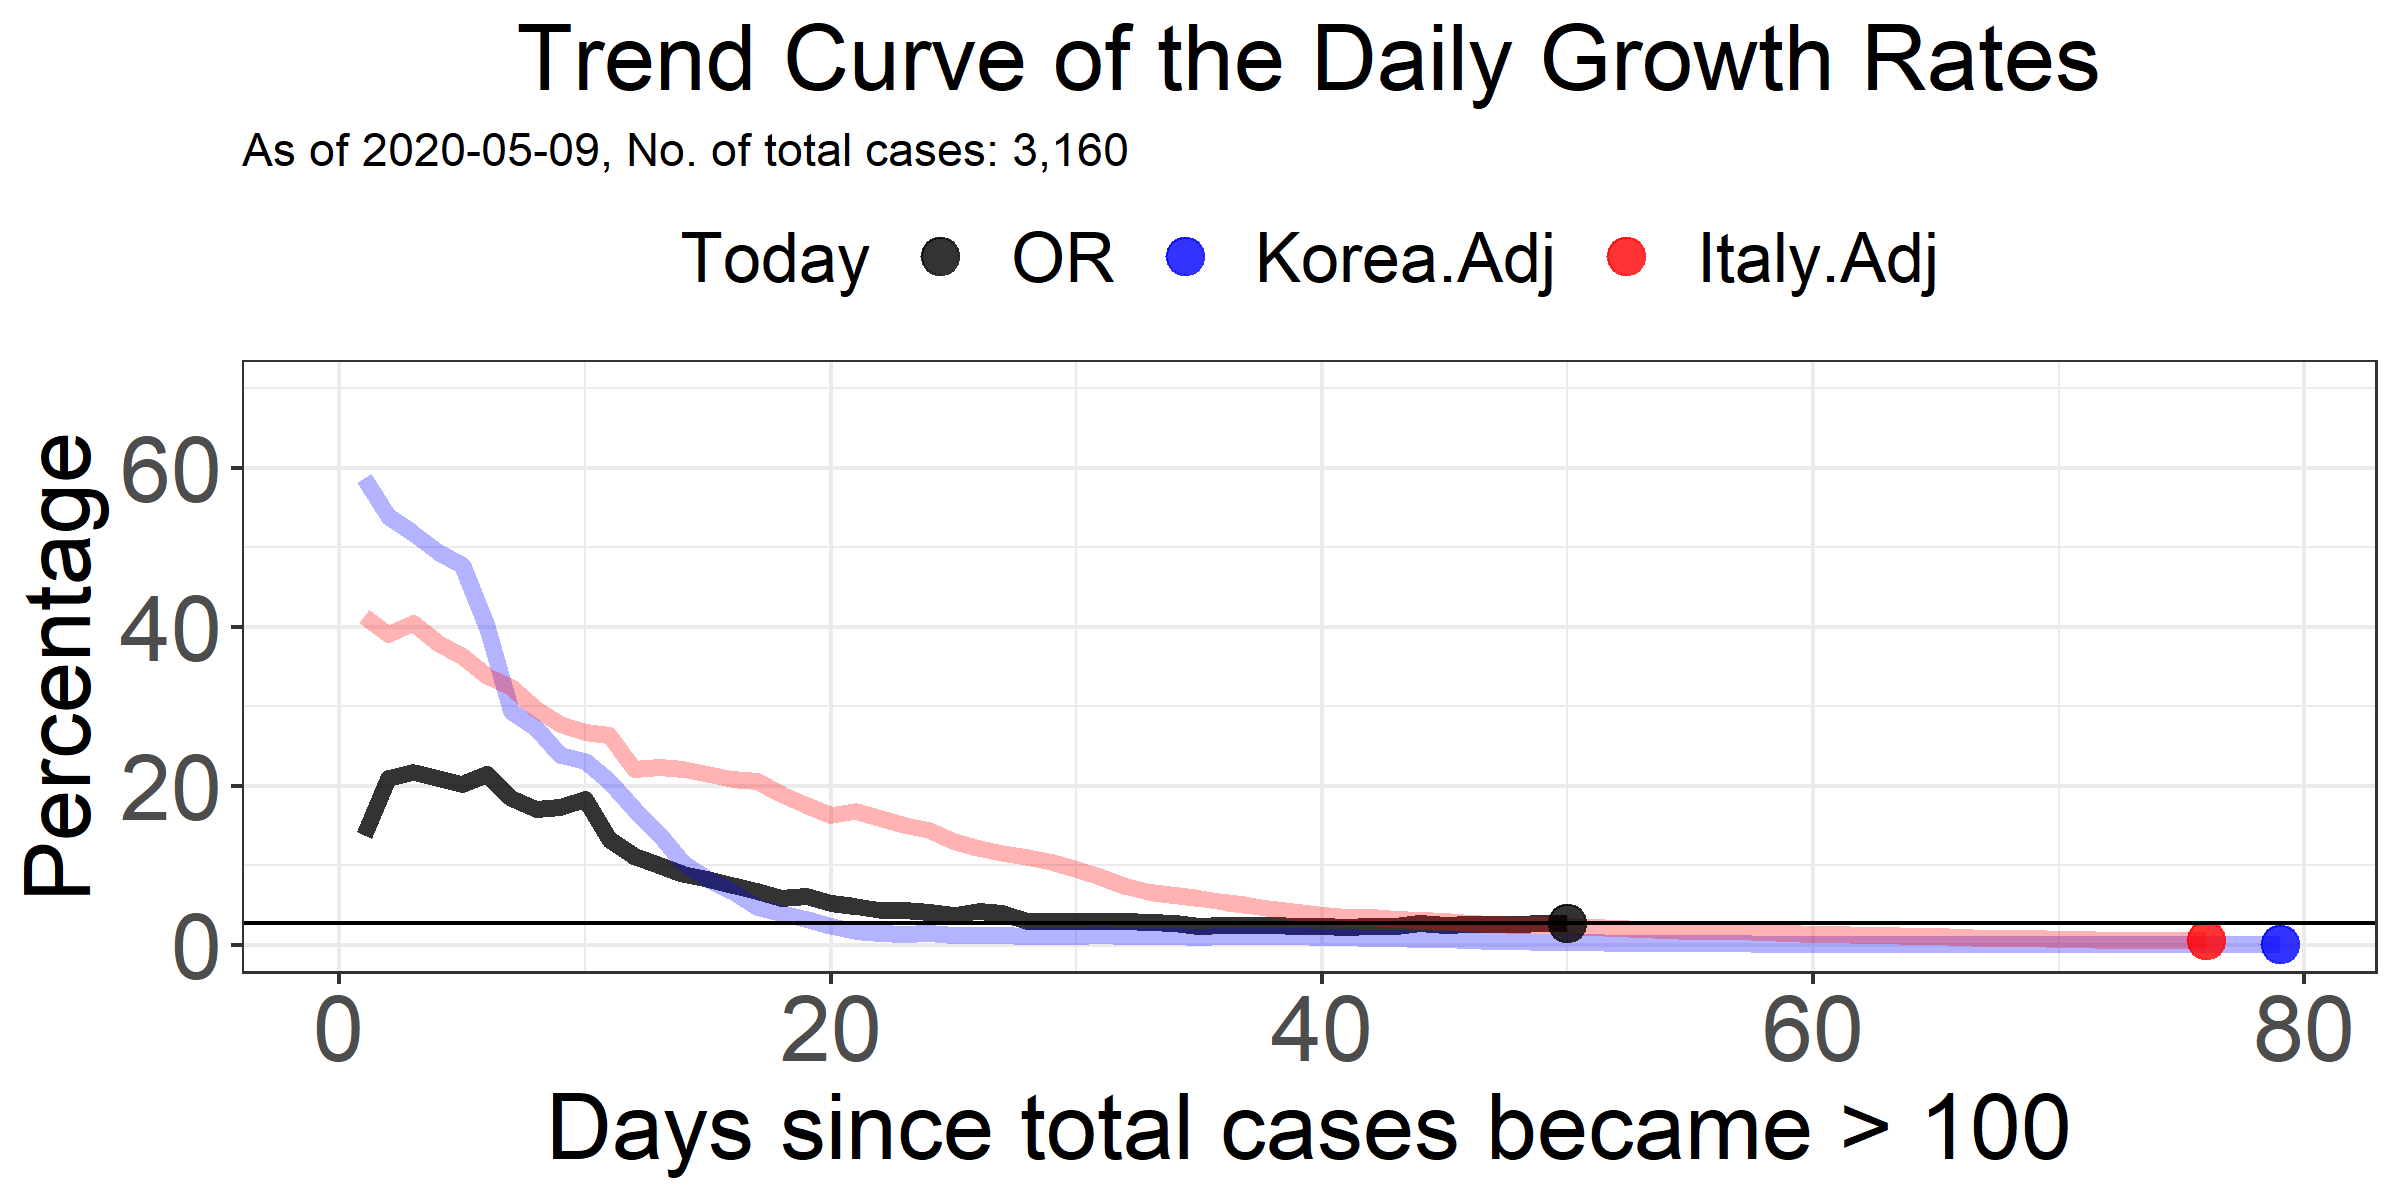 Trend Curve of the Daily Growth Rates
As of 2020-05-09, No. of total cases: 3,160
Today OR Korea.Adj Italy.Adj
Percentage
60
40
20
0
0 20 40 60 80
Days since total cases became > 100